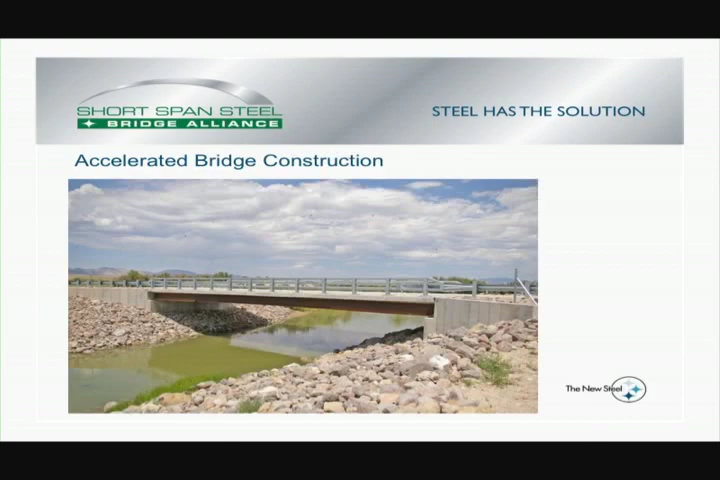 SHORT SPAN STEEL
BRIDGE ALLIANCE
STEEL HAS THE SOLUTION
Accelerated Bridge Construction
The New Steel